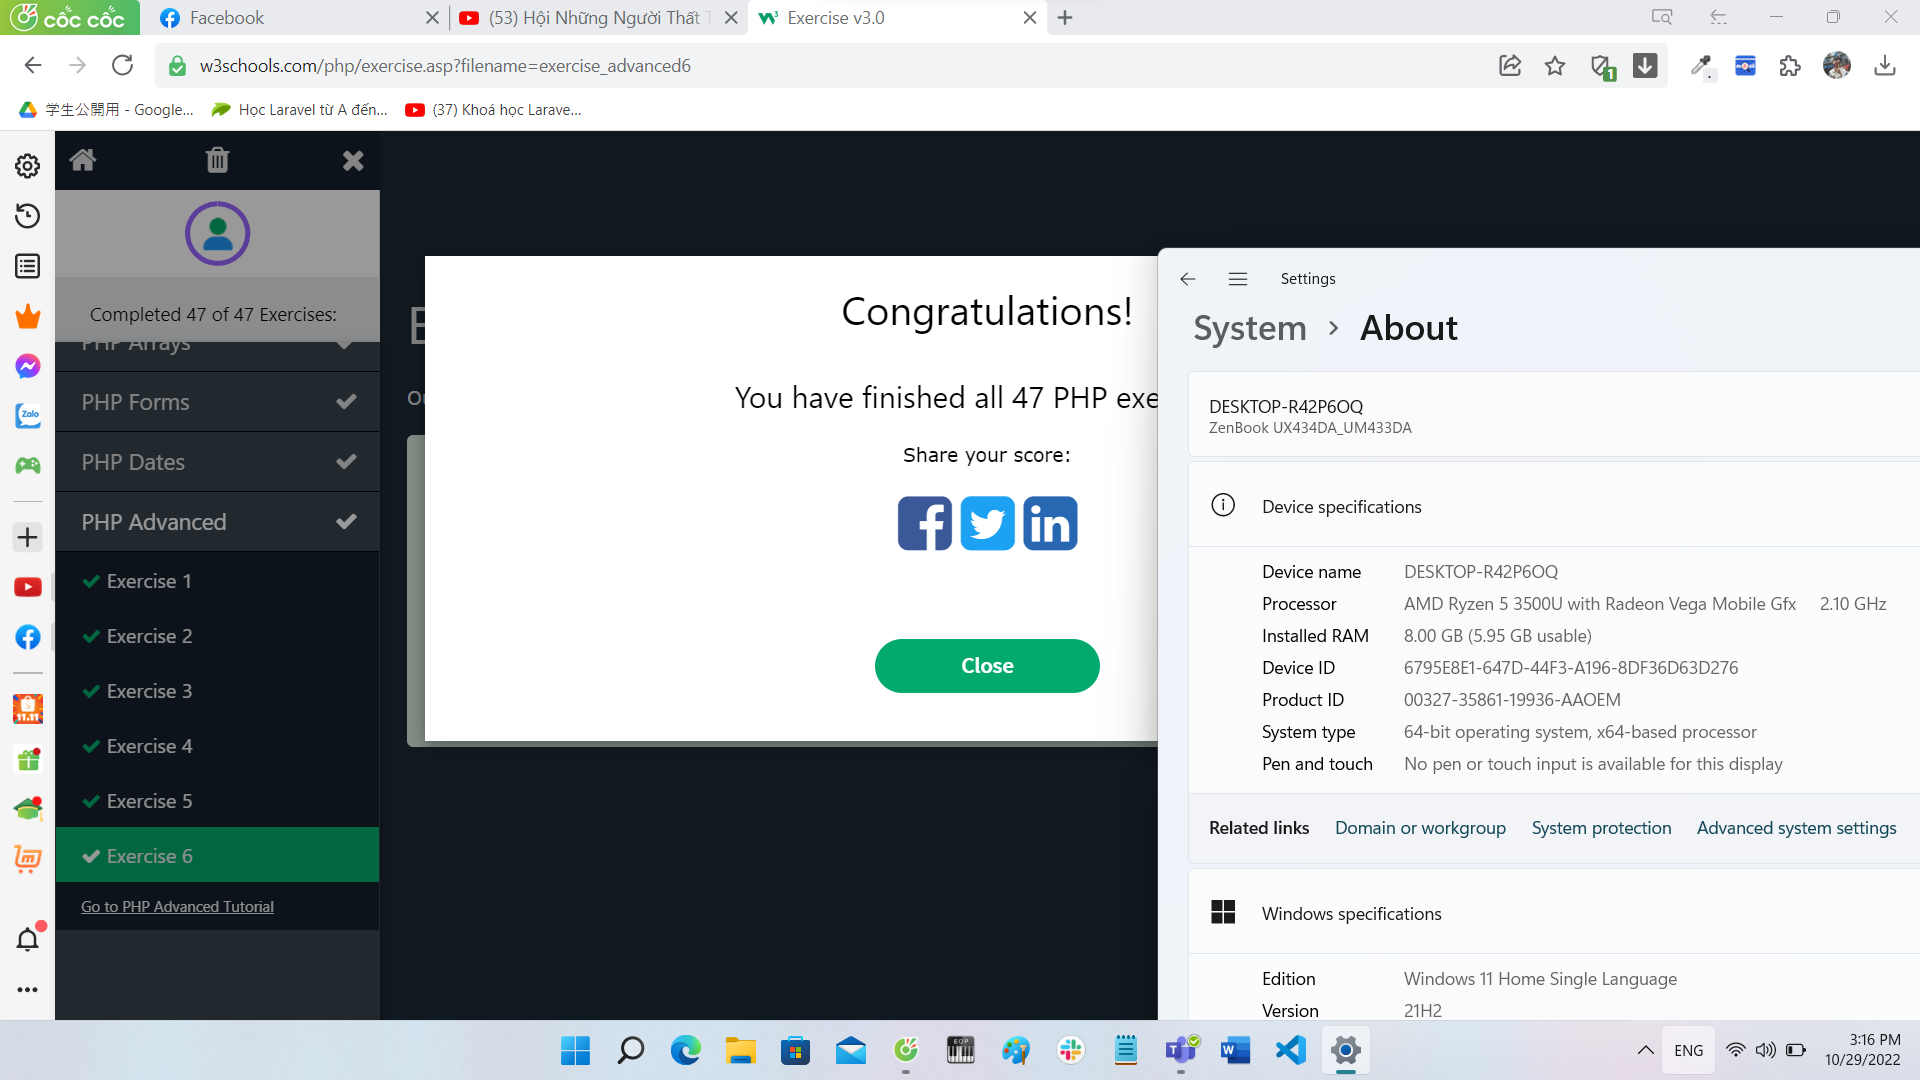 cốc cốc
Facebook
(53) Hội Những Người Thất T
Exercise v3.0
w3schools.com/php/exercise.asp?filename=exercise_advanced6
1
学生公開用 - Google...
Học Laravel từ A đến...
(37) Khoá học Larave...
Completed 47 of 47 Exercises:
PHP Arrays
PHP Forms
PHP Dates
PHP Advanced
Exercise 1
Exercise 2
Exercise 3
Exercise 4
Exercise 5
Exercise 6
Go to PHP Advanced Tutorial
Zalo
11.11
Congratulations!
You have finished all 47 PHP exe
Share your score:
Close
Settings
System > About
DESKTOP-R42P6OQ
ZenBook UX434DA_UM433DA
Device specifications
Device name DESKTOP-R42P6OQ
Processor AMD Ryzen 5 3500U with Radeon Vega Mobile Gfx 2.10 GHz
Installed RAM 8.00 GB (5.95 GB usable)
Device ID 6795E8E1-647D-44F3-A196-8DF36D63D276
Product ID 00327-35861-19936-AAOEM
System type 64-bit operating system, x64-based processor
Pen and touch No pen or touch input is available for this display
Related links Domain or workgroup System protection Advanced system settings
Windows specifications
Edition Windows 11 Home Single Language
Version 21H2
EOP
ENG
3:16 PM
10/29/2022